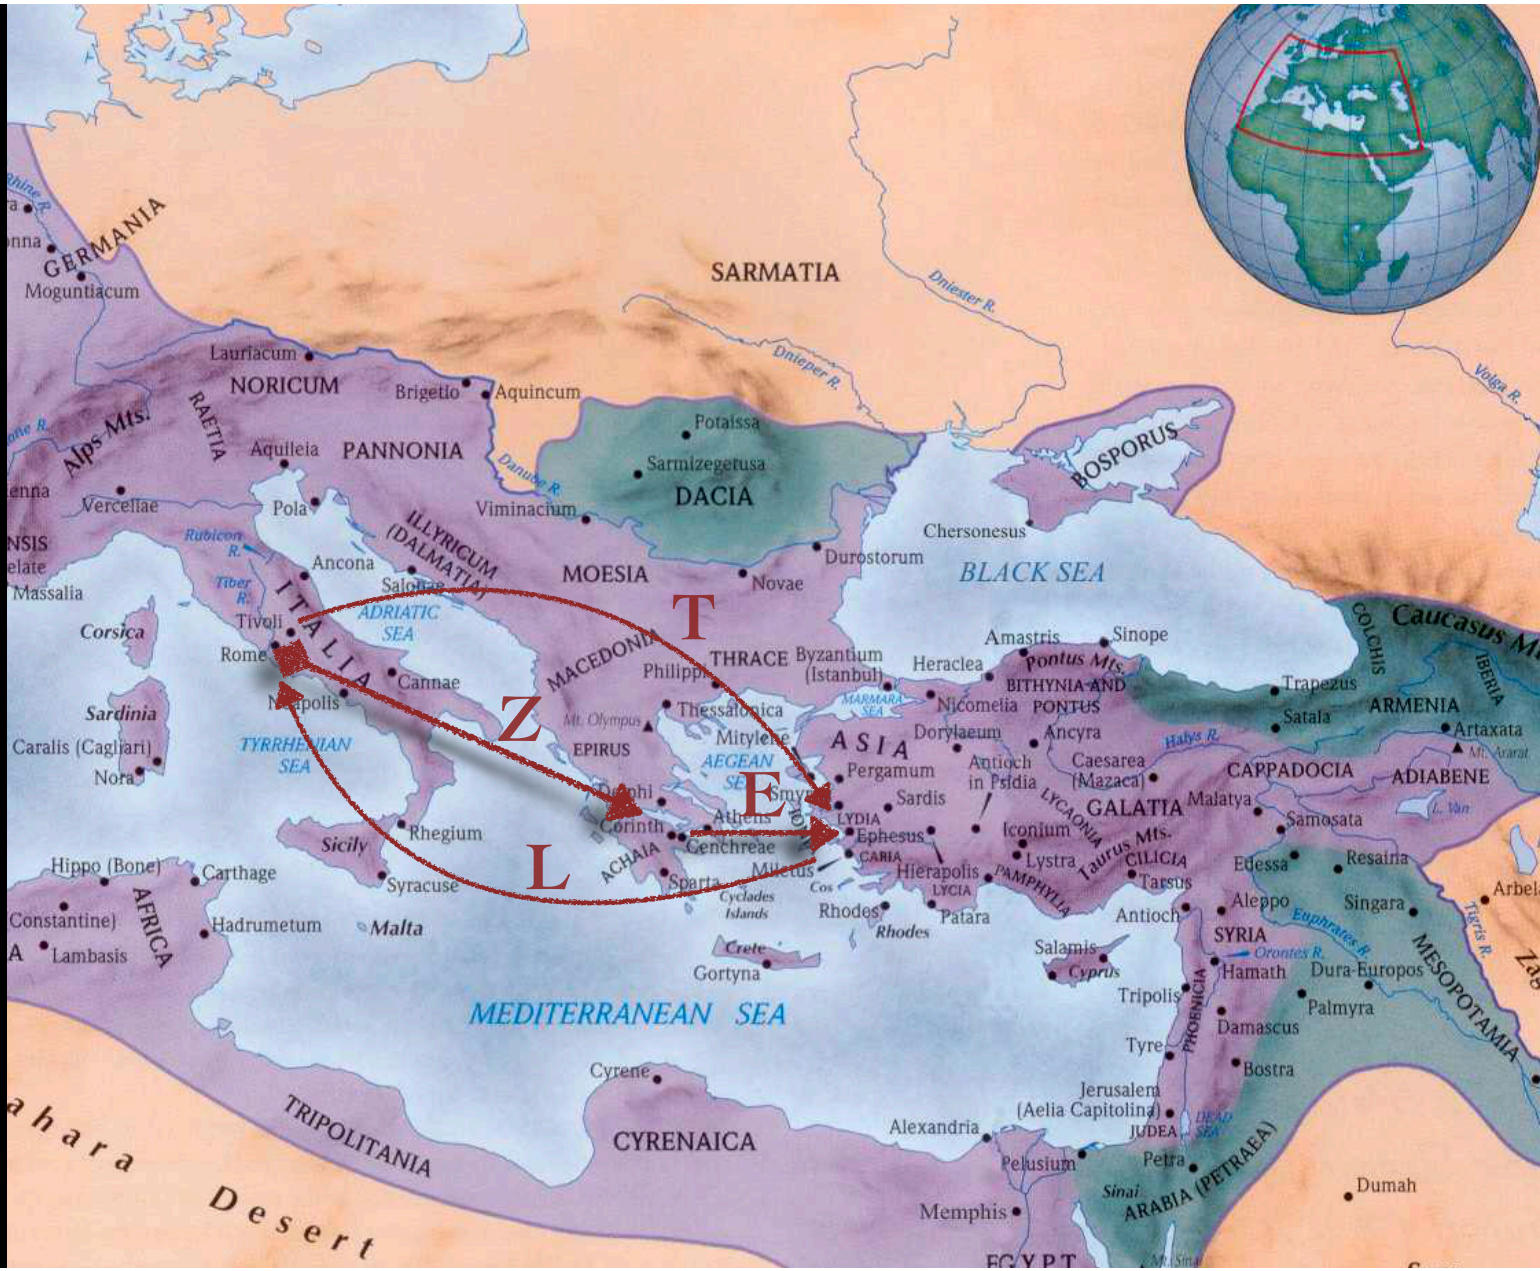 Rhine R.
GERMANIA
Moguntiacum
SARMATIA
Dniester R.
Dnieper R.
Volga R.
Lauriacum
NORICUM
Brigetio
Aquincum
RAETIA
Alps Mts.
Aquileia
PANNONIA
Potaissa
Sarmizegetusa
DACIA
Danube R.
Viminacium
BOSPORUS
Vercellae
Pola
ILLYRICUM
(DALMATIA)
Chersonesus
Rubicon
R.
Ancona
Salonae
MOESIA
Durostorum
Novae
BLACK SEA
Massalia
Tiber
R.
ITALIA
ADRIATIC
SEA
T
COLCHIS
Caucasus
IBERIA
Corsica
Tivoli
Rome
MACEDONIA
Philippi
THRACE
Byzantium
(Istanbul)
Amastris
Sinope
Heraclea
Pontus Mts.
BITHYNIA AND
PONTUS
Trapezus
ARMENIA
Cannae
Neapolis
Sardinia
Z
Mt. Olympus
Thessalonica
MARMARA
SEA
Nicomelia
Satala
Artaxata
Mt. Ararat
Caralis (Cagliari)
Nora
TYRRHENIAN
SEA
EPIRUS
Mitylene
AEGEAN
ASIA
Dorylaeum
Ancyra
Halys R.
Antioch
in Psidia
Caesarea
(Mazaca)
CAPPADOCIA
ADIABENE
L. Van
Pergamum
Delphi
E
Sardis
LYCAONIA
GALATIA
Malatya
Samosata
Rhegium
Corinth
Athens
LYDIA
Ephesus
Iconium
Taurus Mts.
Sicily
Cenchreae
ACHAIA
CARIA
Lystra
CILICIA
Edessa
Resaina
Hippo (Bone)
Carthage
L
Syracuse
Sparta
Miletus
Hierapolis
LYCIA
PAMPHYLIA
Tarsus
Cyclades
Islands
Cos
Constantine)
AFRICA
Hadrumetum
Malta
Rhodes
Rhodes
Patara
Antioch
Aleppo
Singara
Tigris R.
A
Lambasis
Crete
Gortyna
Salamis
Cyprus
SYRIA
Euphrates R.
Orontes R.
Hamath
Dura-Europos
MESOPOTAMIA
MEDITERRANEAN SEA
Tripolis
PHOENICIA
Palmyra
Damascus
Tyre
Bostra
Cyrene
Jerusalem
(Aelia Capitolina)
DEAD
SEA
JUDEA
TRIPOLITANIA
CYRENAICA
Alexandria
Pelusium
Petra
Sinai
ARABIA (PETRAEA)
Dumah
Memphis
EGYPT
ahara Desert